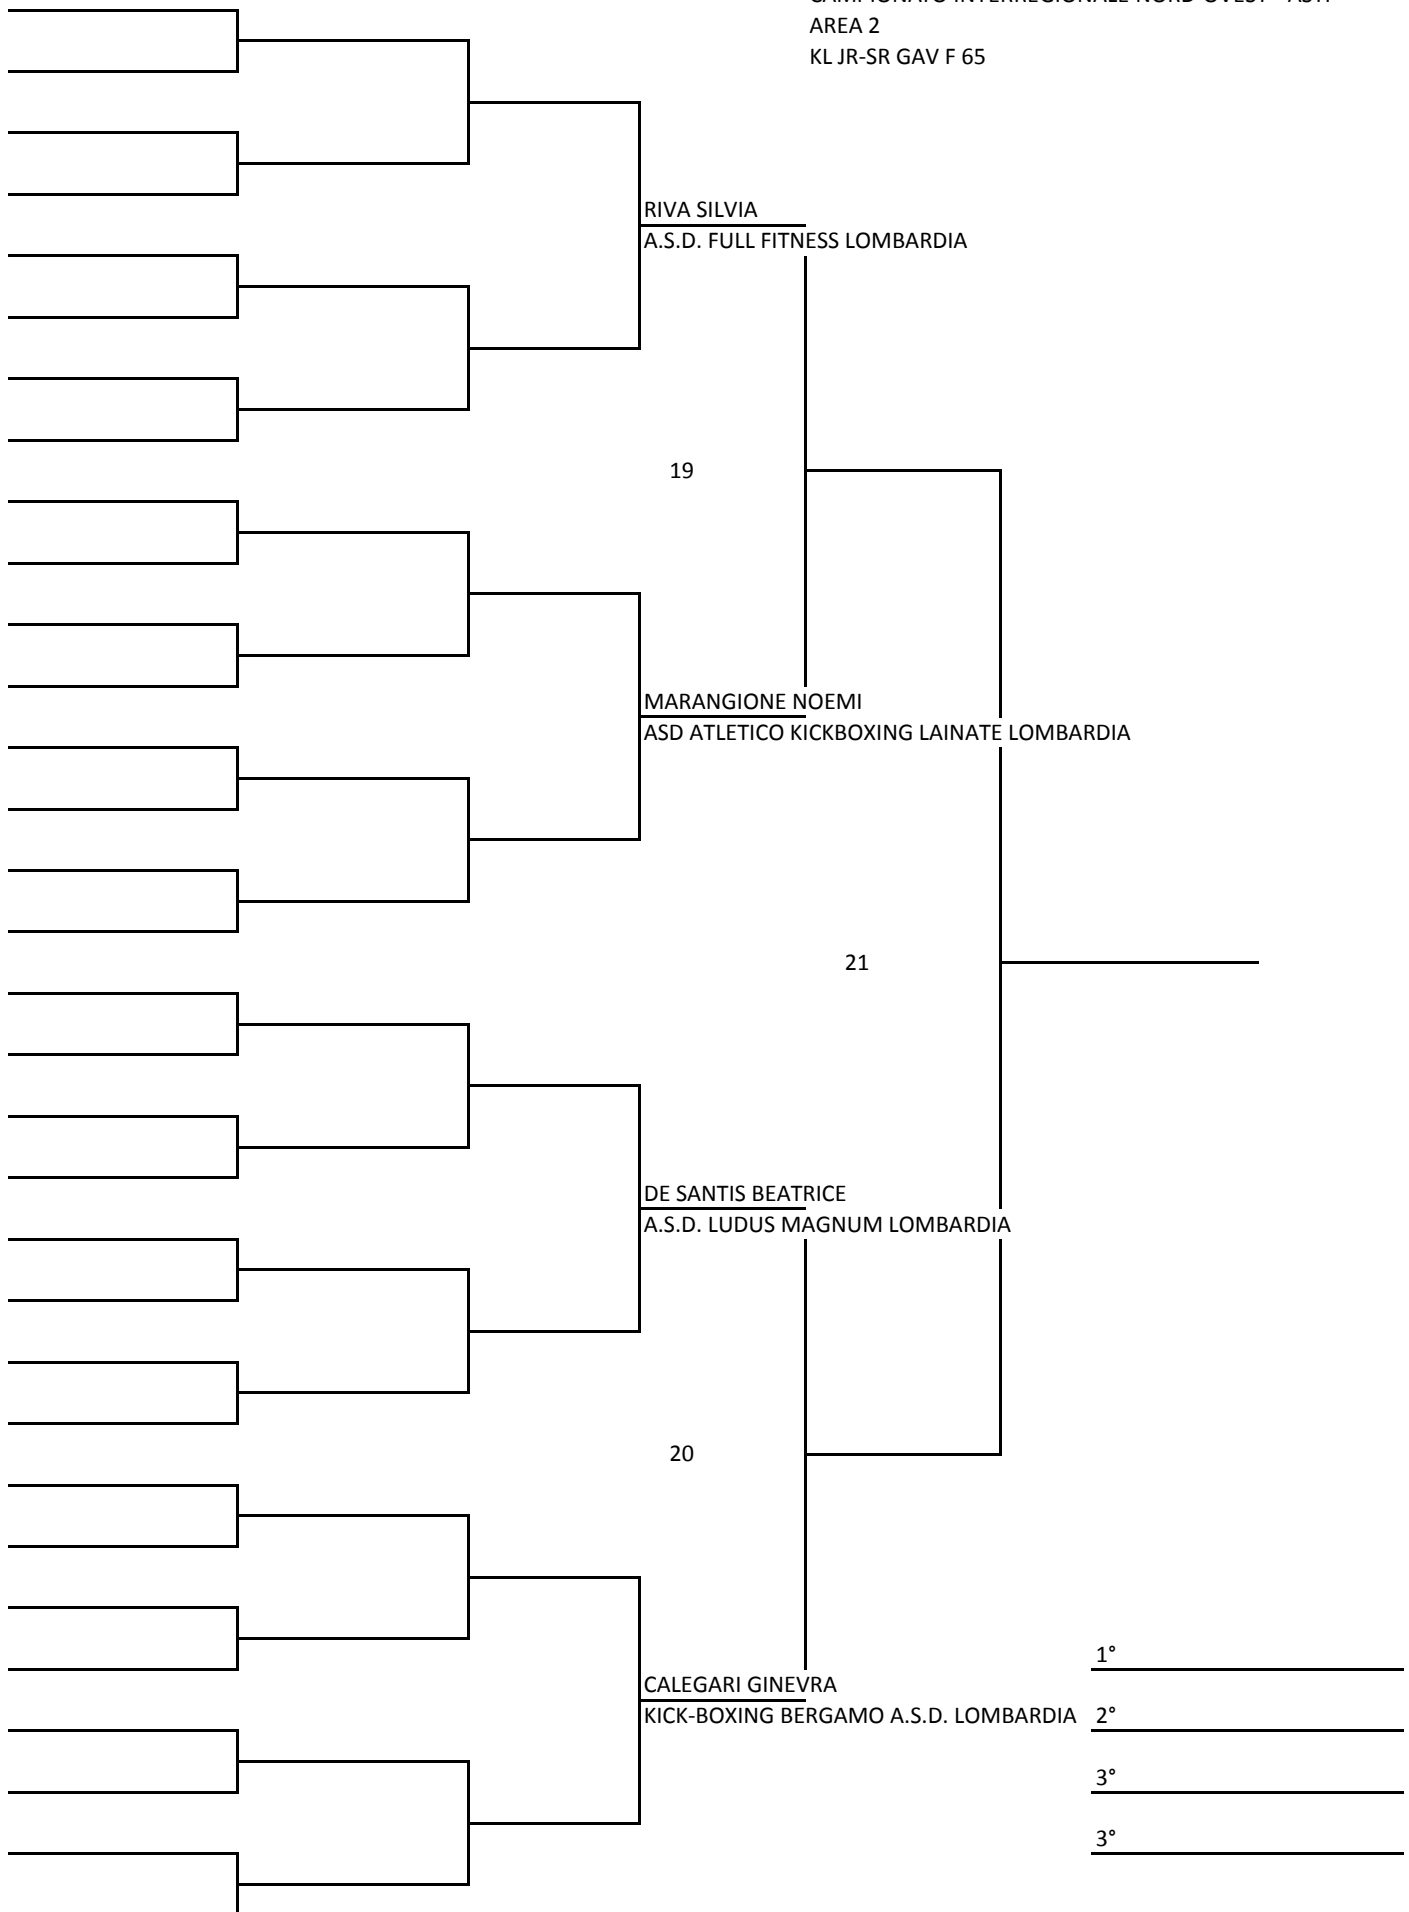 AREA 2
KL JR-SR GAV F 65
RIVA SILVIA
A.S.D. FULL FITNESS LOMBARDIA
19
MARANGIONE NOEMI
ASD ATLETICO KICKBOXING LAINATE LOMBARDIA
21
DE SANTIS BEATRICE
A.S.D. LUDUS MAGNUM LOMBARDIA
20
1°
CALEGARI GINEVRA
KICK-BOXING BERGAMO A.S.D. LOMBARDIA 2°
3°
3°